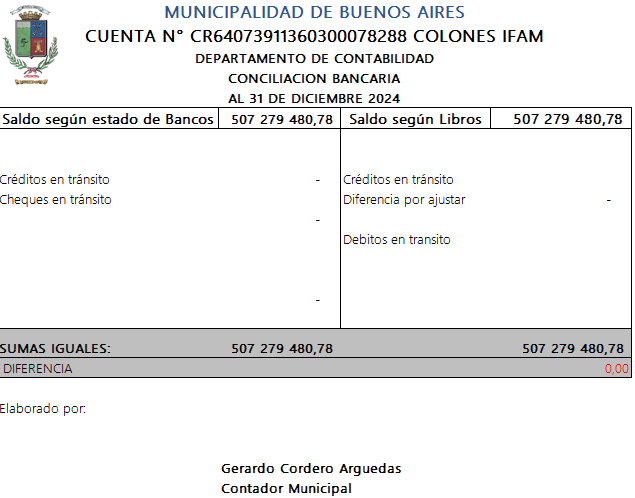 MUNICIPALIDAD DE BUENOS AIRES
CUENTA N° CR64073911360300078288 COLONES IFAM
DEPARTAMENTO DE CONTABILIDAD
CONCILIACION BANCARIA
AL 31 DE DICIEMBRE 2024
Saldo según estado de Bancos 507 279 480,78 Saldo según Libros 507 279 480,78
Créditos en tránsito - Créditos en tránsito
Cheques en tránsito Diferencia por ajustar -
-
Debitos en transito
-
SUMAS IGUALES: 507 279 480,78 507 279 480,78
DIFERENCIA 0,00
Elaborado por:
Gerardo Cordero Arguedas
Contador Municipal